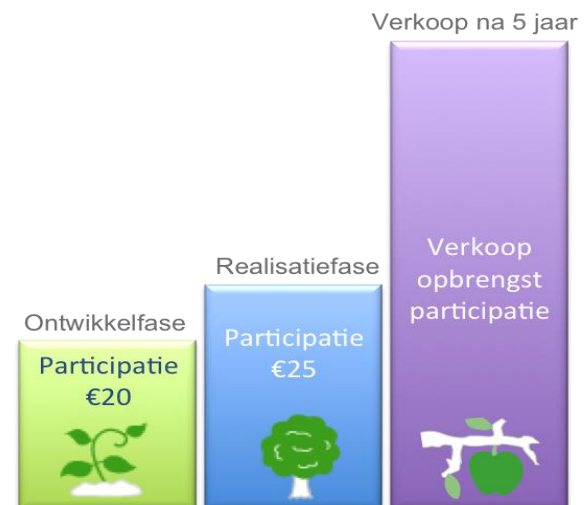 Ontwikkelfase
Participatie
€20
Realisatiefase
Participatie
€25
Verkoop na 5 jaar
Verkoop
opbrengst
participatie